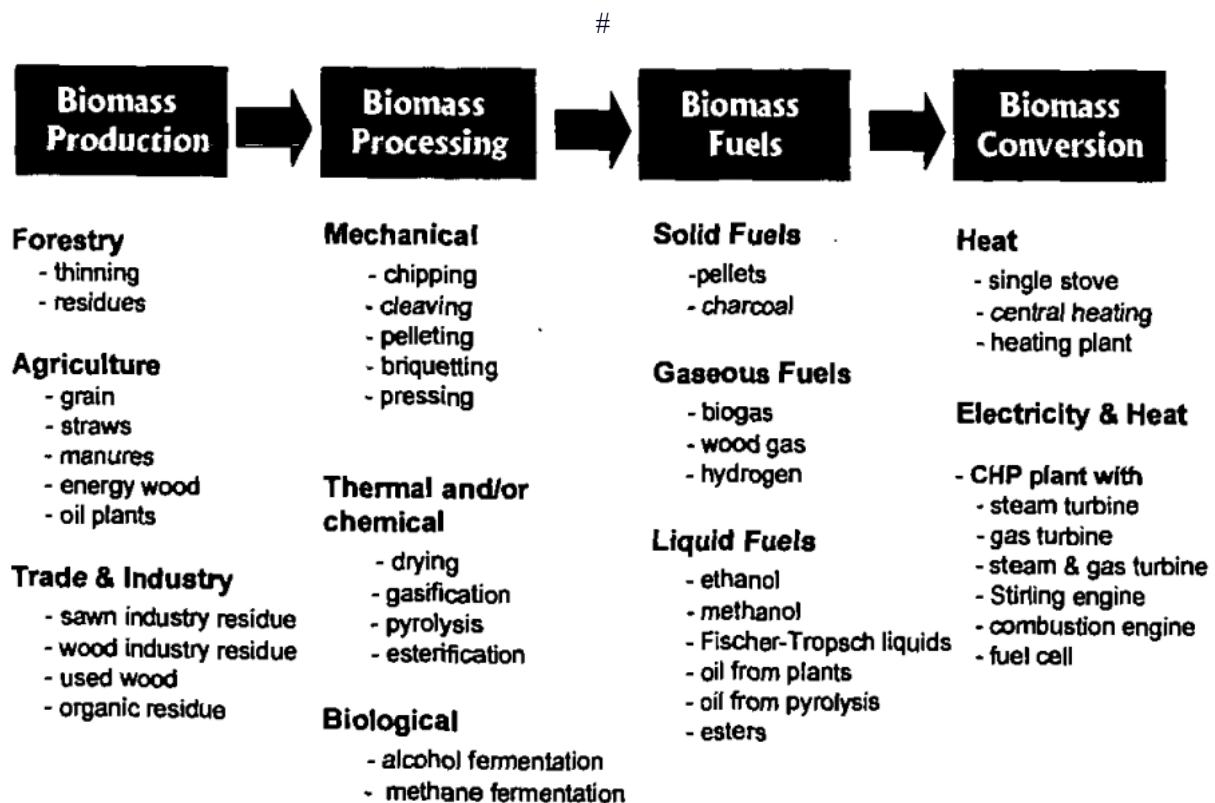 #
Biomass
Production
Biomass
Processing
Biomass
Fuels
Biomass
Conversion
Forestry
- thinning
- residues
Agriculture
- grain
- straws
- manures
- energy wood
- oil plants
Trade & Industry
- sawn industry residue
- wood industry residue
- used wood
- organic residue
Mechanical
- chipping
- cleaving
- pelleting
- briquetting
- pressing
Thermal and/or
chemical
- drying
- gasification
- pyrolysis
- esterification
Biological
- alcohol fermentation
- methane fermentation
Solid Fuels
-pellets
- charcoal
Gaseous Fuels
- biogas
- wood gas
- hydrogen
Liquid Fuels
- ethanol
- methanol
- Fischer-Tropsch liquids
- oil from plants
- oil from pyrolysis
- esters
Heat
- single stove
- central heating
- heating plant
Electricity & Heat
- CHP plant with
- steam turbine
- gas turbine
- steam & gas turbine
- Stirling engine
- combustion engine
- fuel cell